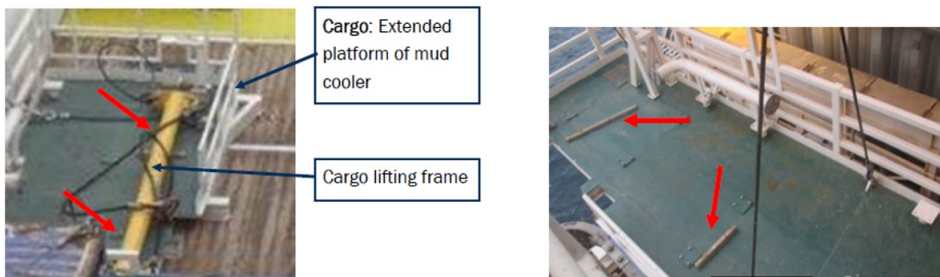 Cargo: Extended
platform of mud
cooler
Cargo lifting frame